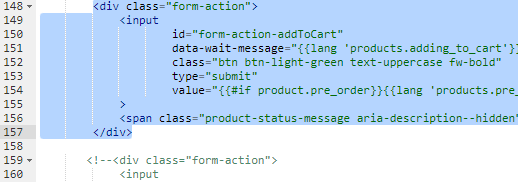 148 <div class="form-action">
149 <input
150 id="form-action-addToCart"
151 data-wait-message="{{lang 'products.adding_to_cart'}
152 class="btn btn-light-green text-uppercase fw-bold"
153 type="submit"
154 value="{{#if product.pre_order}}{{lang 'products.pre_
155 >
156 <span class="product-status-message aria-description--hidden"
157 </div>
158
159 <!--<div class="form-action">
160 <input